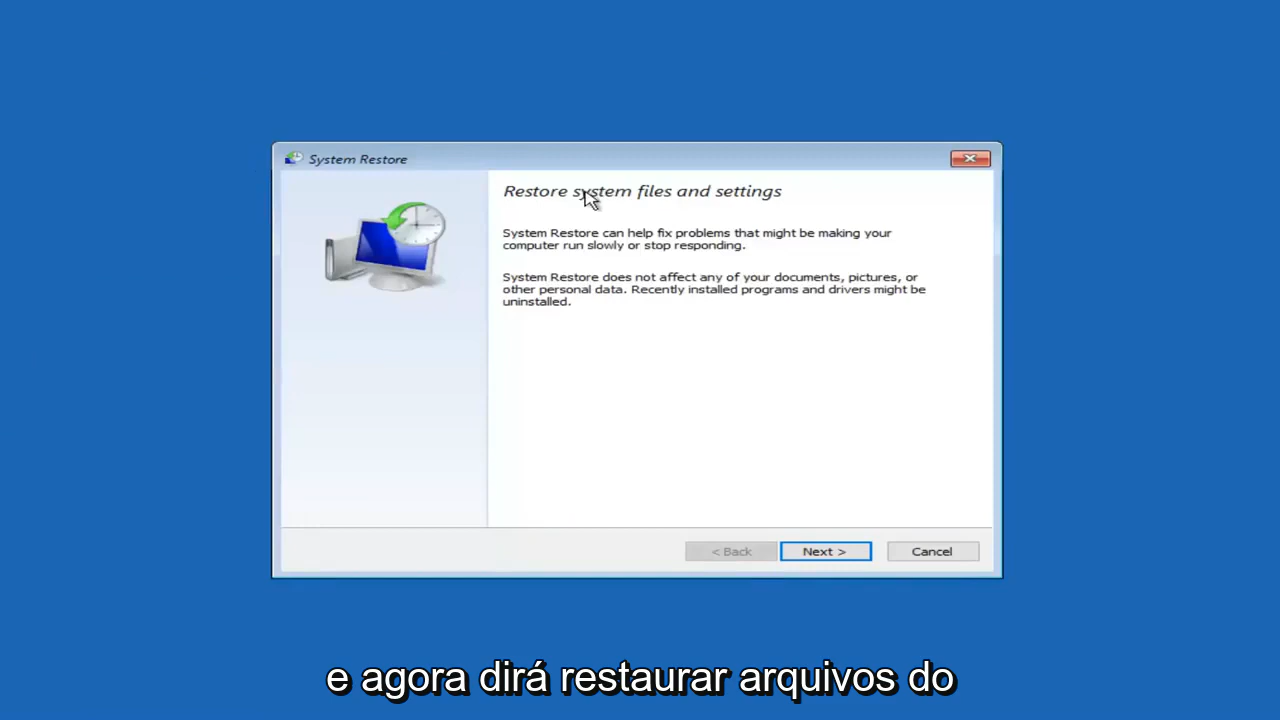 System Restore
Restore system files and settings
System Restore can help fix problems that might be making your
computer run slowly or stop responding.
System Restore does not affect any of your documents, pictures, or
other personal data. Recently installed programs and drivers might be
uninstalled.
< Back
Next >
Cancel
e agora dirá restaurar arquivos do